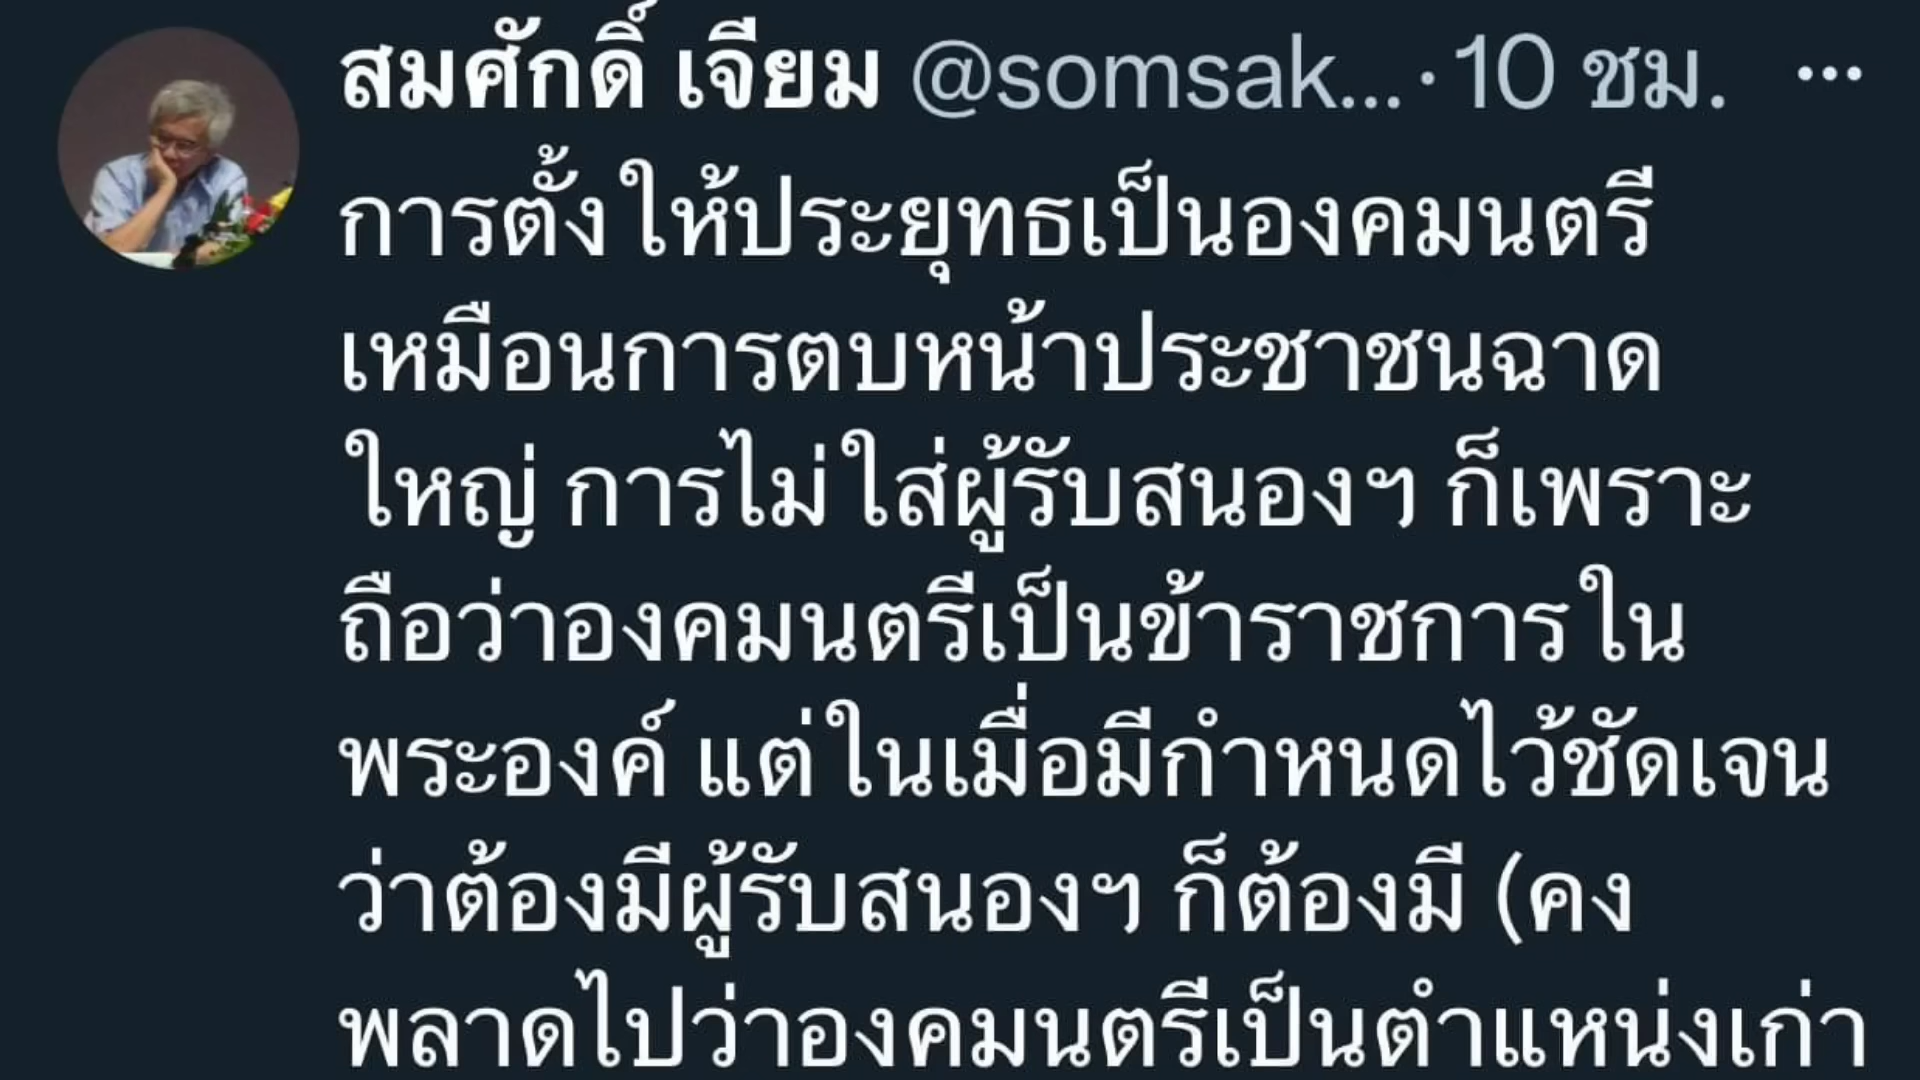 สมศักดิ์ เจียม @somsak... · 10 ชม. ...
การตั้งให้ประยุทธเป็นองคมนตรี
เหมือนการตบหน้าประชาชนฉาด
ใหญ่ การไม่ใส่ผู้รับสนองฯ ก็เพราะ
ถือว่าองคมนตรีเป็นข้าราชการใน
พระองค์ แต่ในเมื่อมีกำหนดไว้ชัดเจน
ว่าต้องมีผู้รับสนองฯ ก็ต้องมี (คง
พลาดไปว่าองคมนตรีเป็นตำแหน่งเก่า